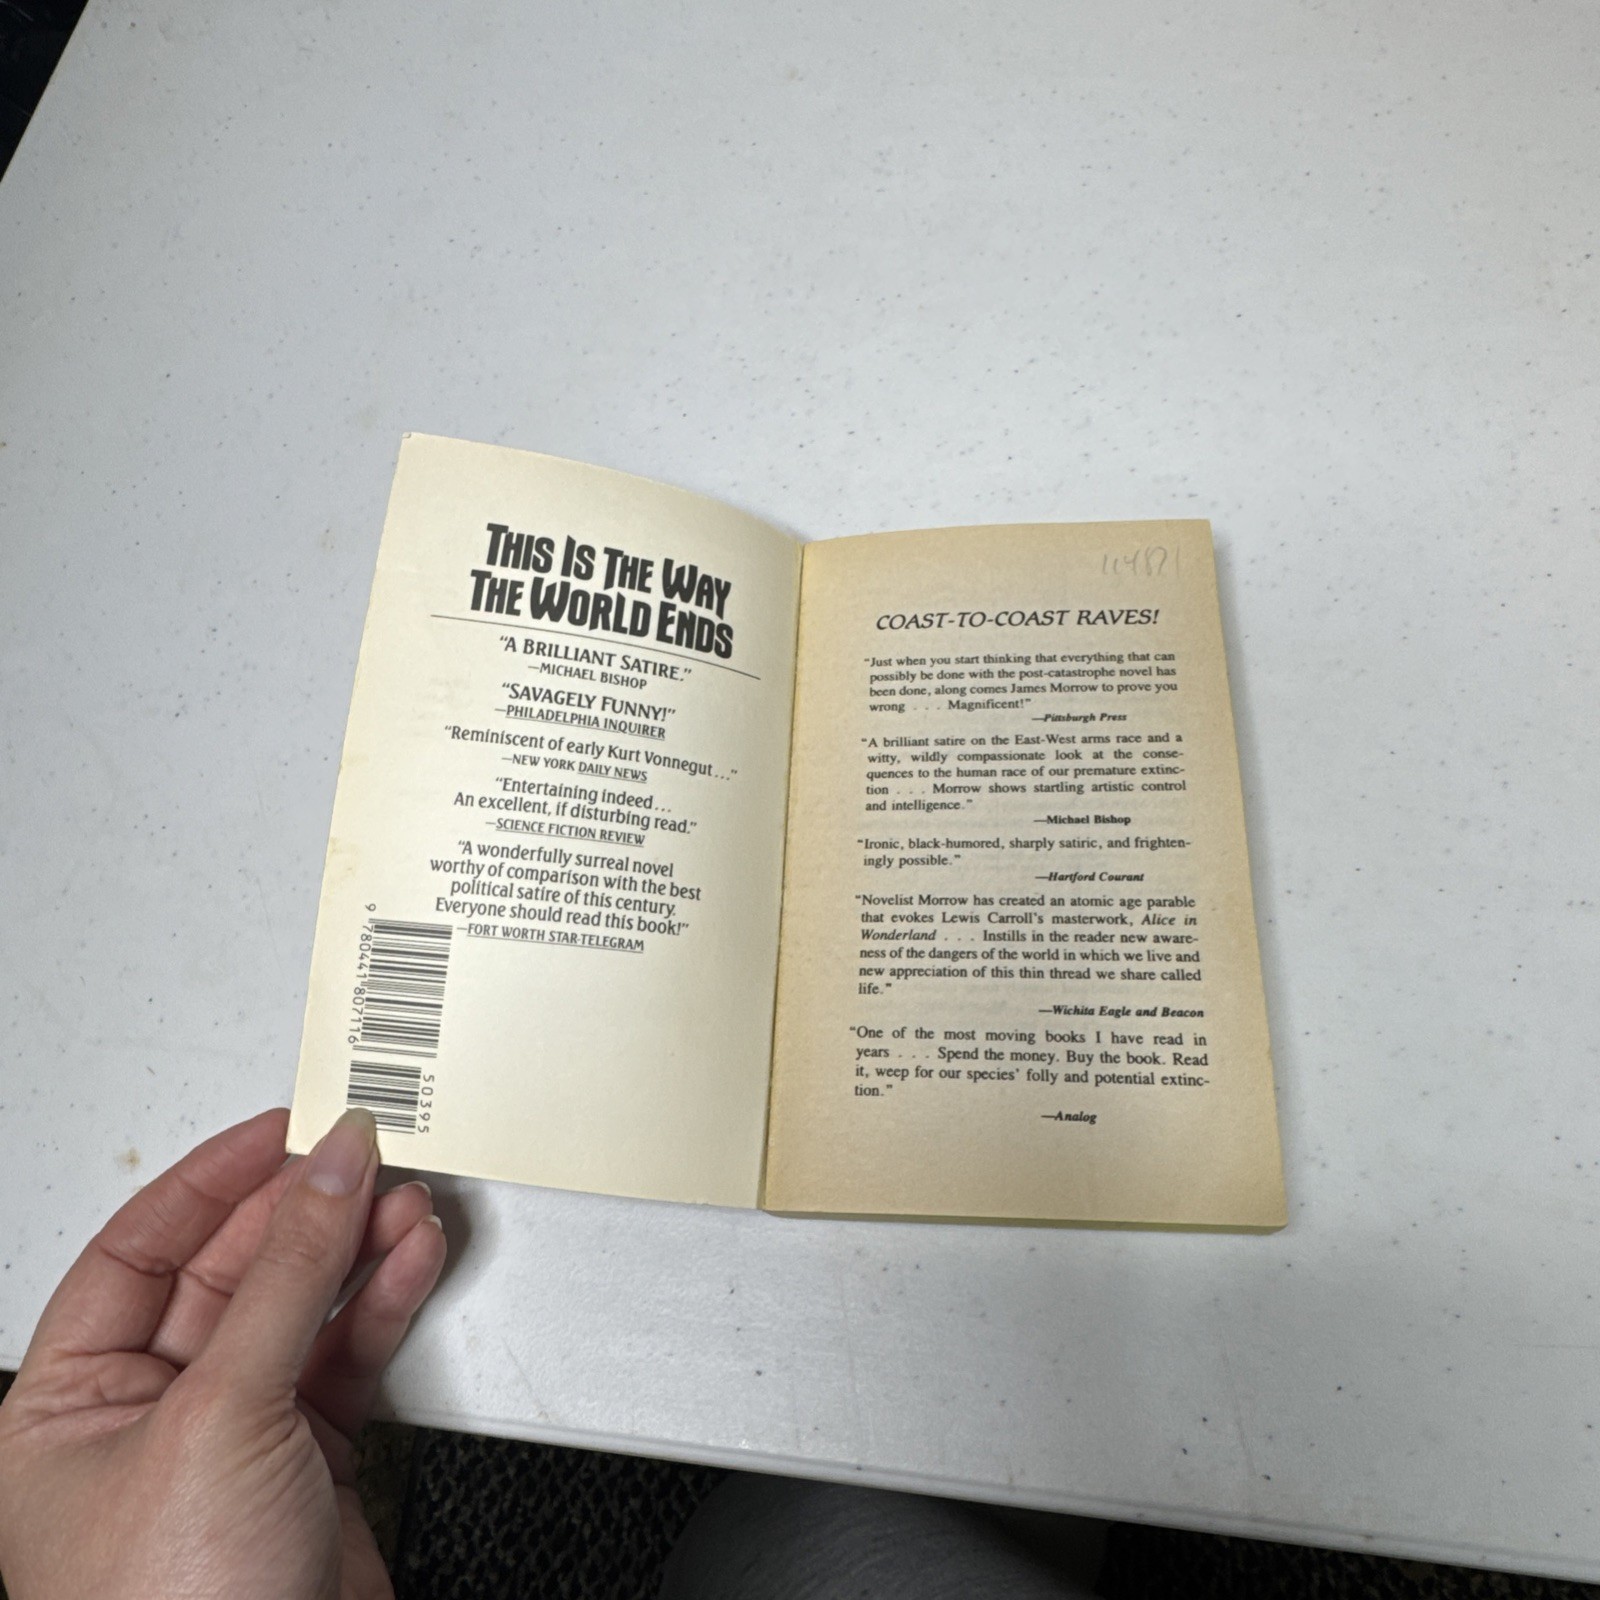 THIS IS THE WAY
THE WORLD ENDS
“A BRILLIANT SATIRE.”
—MICHAEL BISHOP
“SAVAGELY FUNNY!”
—PHILADELPHIA INQUIRER
“Reminiscent of early Kurt Vonnegut...”
—NEW YORK DAILY NEWS
“Entertaining indeed...
An excellent, if disturbing read.”
—SCIENCE FICTION REVIEW
“A wonderfully surreal novel
worthy of comparison with the best
political satire of this century.
Everyone should read this book!”
—FORT WORTH STAR-TELEGRAM
9 780441 807116
50395
COAST-TO-COAST RAVES!
“Just when you start thinking that everything that can
possibly be done with the post-catastrophe novel has
been done, along comes James Morrow to prove you
wrong . . . Magnificent!”
—Pittsburgh Press
“A brilliant satire on the East-West arms race and a
witty, wildly compassionate look at the conse-
quences to the human race of our premature extinc-
tion . . . Morrow shows startling artistic control
and intelligence.”
—Michael Bishop
“Ironic, black-humored, sharply satiric, and frighten-
ingly possible.”
—Hartford Courant
“Novelist Morrow has created an atomic age parable
that evokes Lewis Carroll’s masterwork, Alice in
Wonderland . . . Instills in the reader new aware-
ness of the dangers of the world in which we live and
new appreciation of this thin thread we share called
life.”
—Wichita Eagle and Beacon
“One of the most moving books I have read in
years . . . Spend the money. Buy the book. Read
it, weep for our species’ folly and potential extinc-
tion.”
—Analog